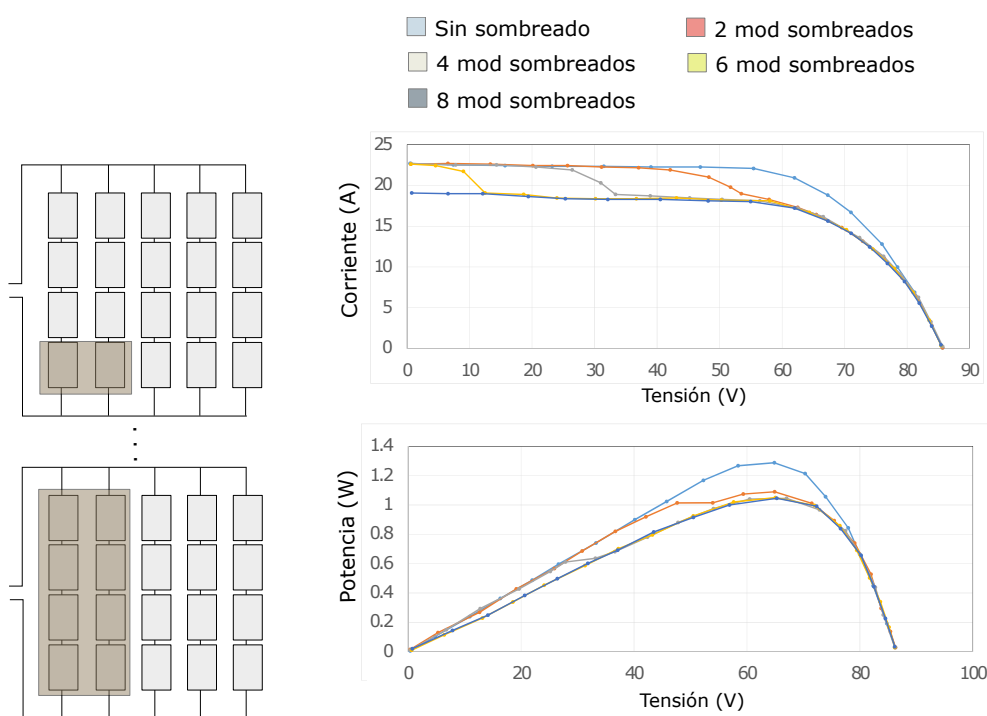 Sin sombreado
2 mod sombreados
4 mod sombreados
6 mod sombreados
8 mod sombreados
25
20
15
10
5
0
Corriente (A)
0 10 20 30 40 50 60 70 80 90
Tensión (V)
1.4
1.2
1
0.8
0.6
0.4
0.2
0
Potencia (W)
0 20 40 60 80 100
Tensión (V)